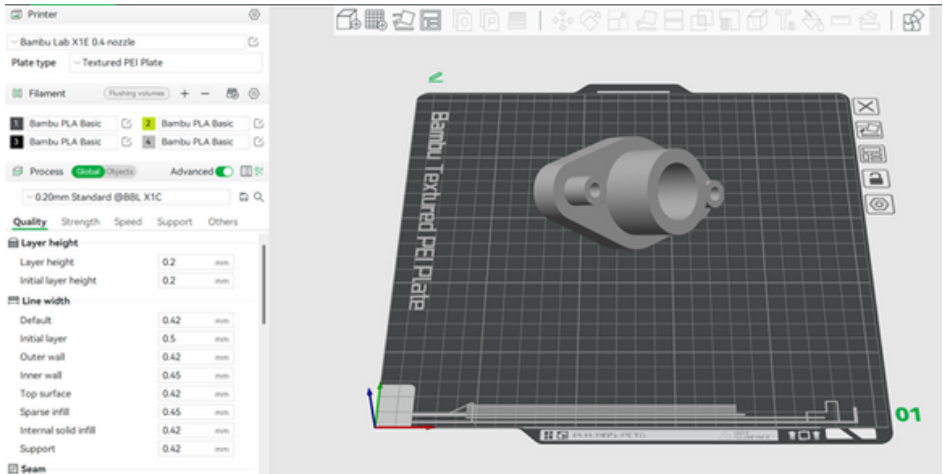 Printer
Bambu Lab X1E 0.4 nozzle
Plate type Textured PEI Plate
Filament Flushing volumes
1 Bambu PLA Basic 2 Bambu PLA Basic
3 Bambu PLA Basic 4 Bambu PLA Basic
Process Global Objects Advanced
0.20mm Standard @BBL X1C
Quality Strength Speed Support Others
Layer height
Layer height 0.2 mm
Initial layer height 0.2 mm
Line width
Default 0.42 mm
Initial layer 0.5 mm
Outer wall 0.42 mm
Inner wall 0.45 mm
Top surface 0.42 mm
Sparse infill 0.45 mm
Internal solid infill 0.42 mm
Support 0.42 mm
Seam
Bambu Textured PEI Plate
01